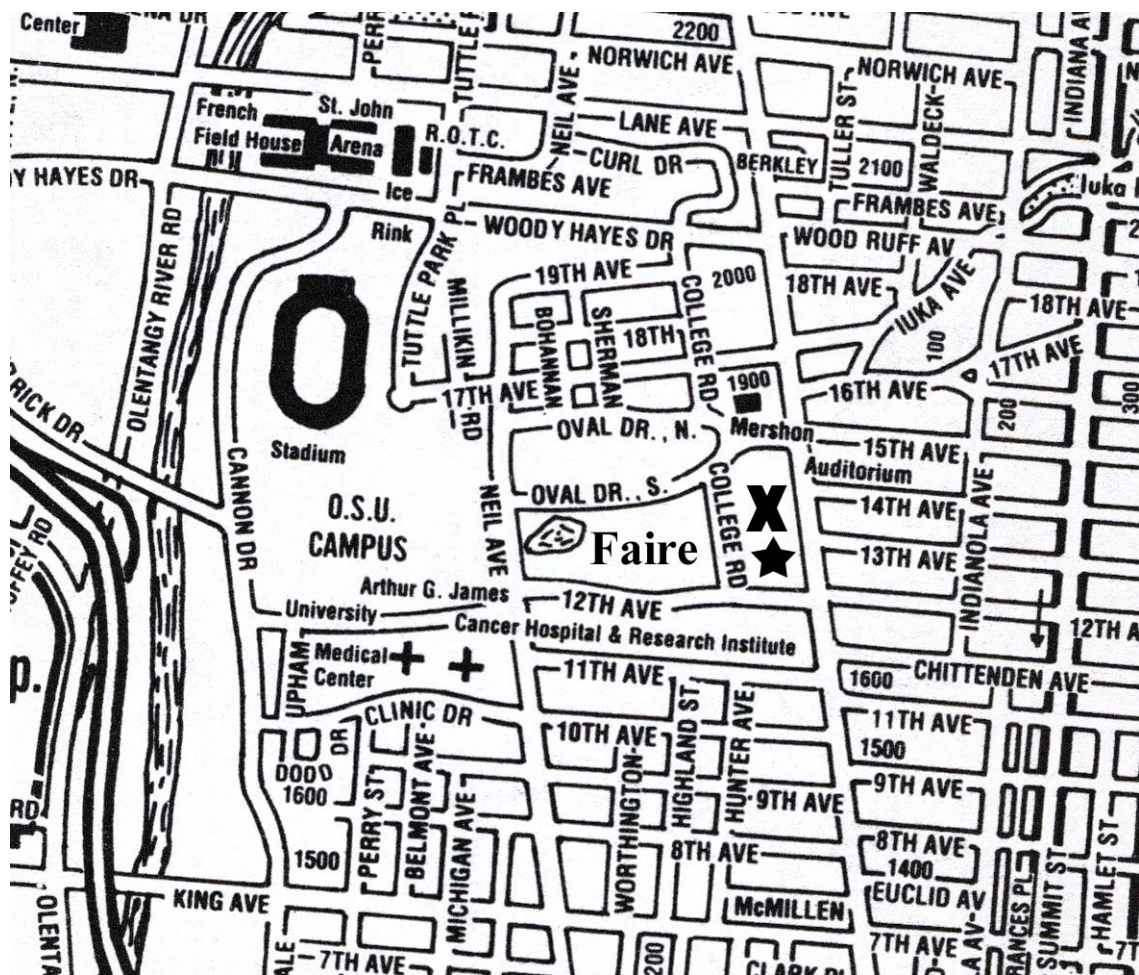 Center
2200
NORWICH AVE
NORWICH AVE
INDIANA AV
TUTTLE P
NEIL AVE
TULLER ST
WALDECK
French
St. John
Field House
Arena
R.O.T.C.
LANE AVE
CURL DR
BERKLEY
2100
Y HAYES DR
Ice
Rink
FRAMBES AVE
FRAMBES AVE
Iuka
WOODY HAYES DR
WOOD RUFF AV
OLENTANGY RIVER RD
TUTTLE PARK PL
MILLIKIN RD
19TH AVE
2000
18TH AVE
IUKA AVE
18TH AVE
BOHANNAN
SHERMAN
18TH
COLLEGE RD
100
17TH AVE
17TH AVE
1900
16TH AVE
200
300
RICK DR
Stadium
OVAL DR., N.
Mershon
Auditorium
15TH AVE
CANNON DR
NEIL AVE
OVAL DR., S.
COLLEGE RD
X
14TH AVE
INDIANOLA AVE
O.S.U.
CAMPUS
Faire
13TH AVE
Arthur G. James
University
12TH AVE
Cancer Hospital & Research Institute
12TH A
UPHAM
Medical
Center
11TH AVE
1600
CHITTENDEN AVE
CLINIC DR
10TH AVE
HIGHLAND ST
HUNTER AVE
11TH AVE
1500
DODD
DR
1600
PERRY ST
BELMONT AVE
MICHIGAN AVE
WORTHINGTON
9TH AVE
9TH AVE
RD
1500
8TH AVE
8TH AVE
1400
SUMMIT ST
HAMLET ST
KING AVE
McMILLEN
EUCLID AV
OLENTA
7TH AVE
200
7TH AVE
7T